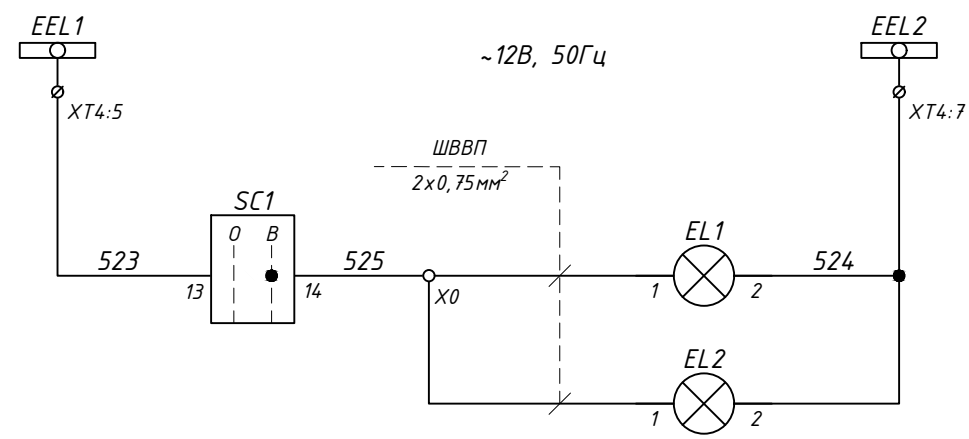 EEL1
EEL2
~12В, 50Гц
XT4:5
XT4:7
ШВВП
2x0,75мм²
SC1
О В
EL1
523
525
524
13
14
X0
1
2
EL2
1
2